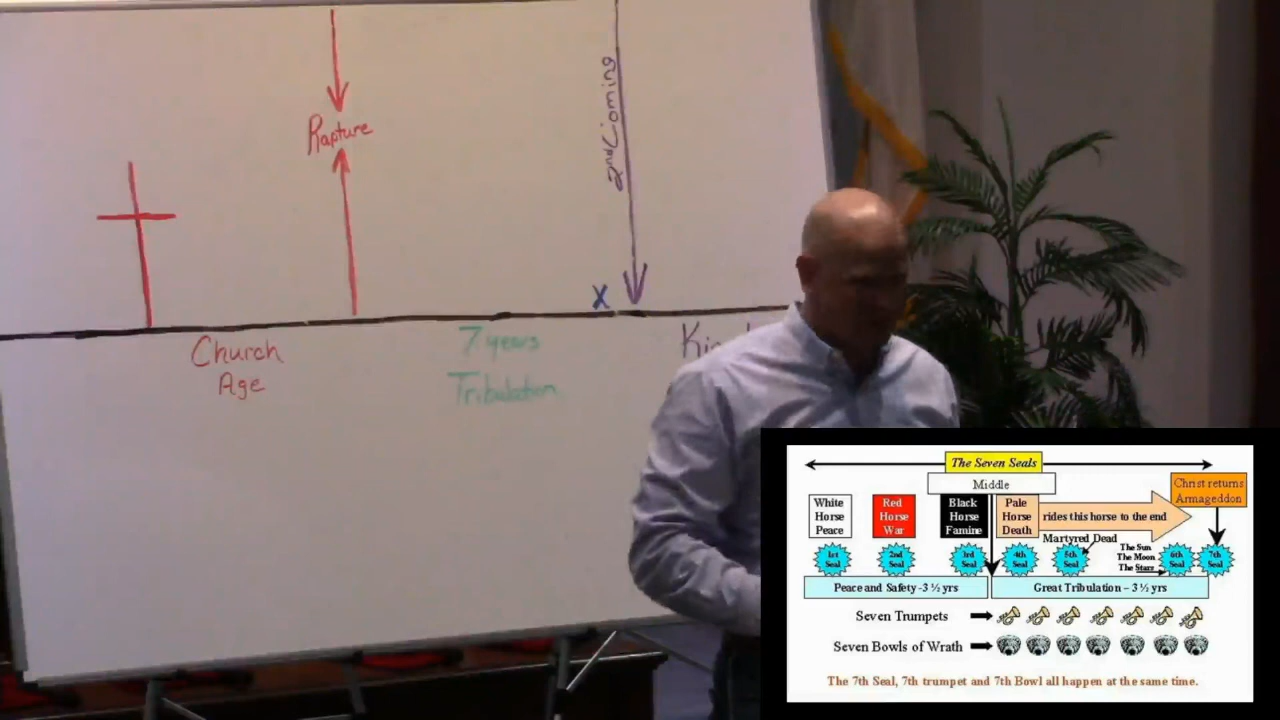 Rapture
2nd Coming
X
Church
Age
7 years
Tribulation
The Seven Seals
Middle
Christ returns
Armageddon
White
Horse
Peace
Red
Horse
War
Black
Horse
Famine
Pale
Horse
Death
rides this horse to the end
Martyred Dead
The Sun
The Moon
The Stars
1st
Seal
2nd
Seal
3rd
Seal
4th
Seal
5th
Seal
6th
Seal
7th
Seal
Peace and Safety -3 ½ yrs
Great Tribulation – 3 ½ yrs
Seven Trumpets
Seven Bowls of Wrath
The 7th Seal, 7th trumpet and 7th Bowl all happen at the same time.